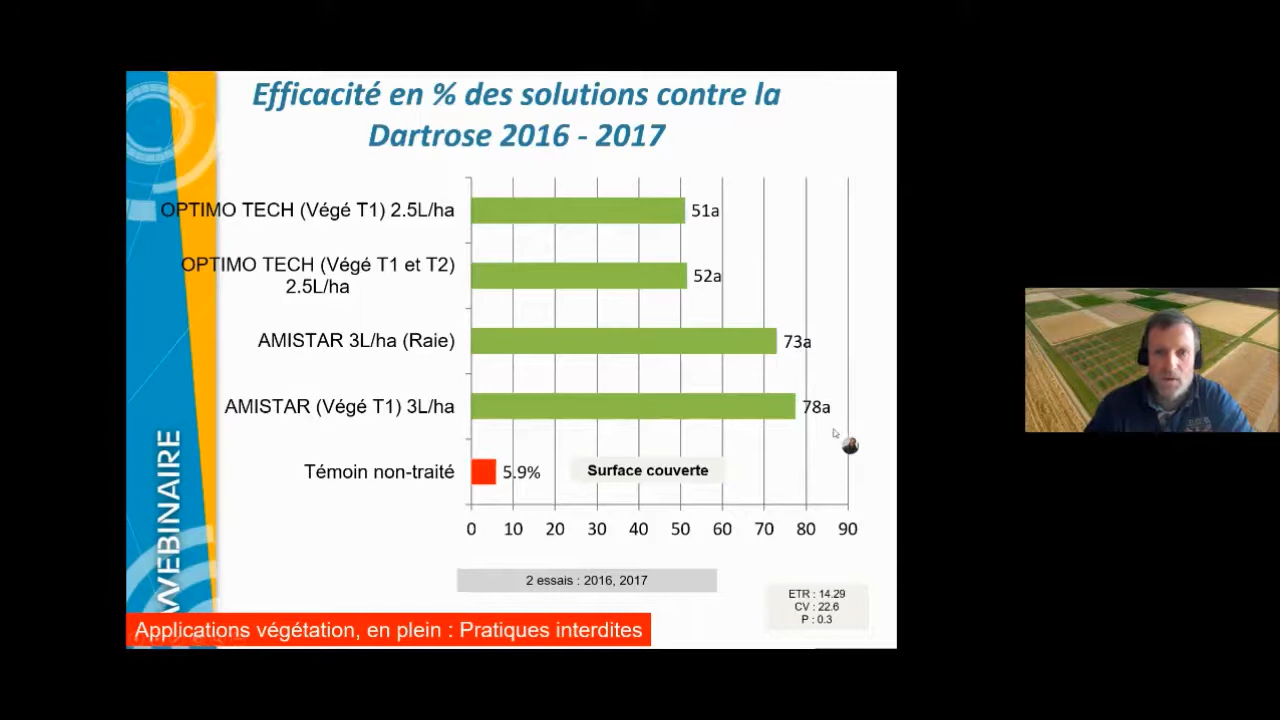 Efficacité en % des solutions contre la
Dartrose 2016 - 2017
OPTIMO TECH (Végé T1) 2.5L/ha
51a
OPTIMO TECH (Végé T1 et T2)
2.5L/ha
52a
AMISTAR 3L/ha (Raie)
73a
AMISTAR (Végé T1) 3L/ha
78a
Témoin non-traité
5.9%
Surface couverte
0 10 20 30 40 50 60 70 80 90
2 essais : 2016, 2017
ETR : 14.29
CV : 22.6
P : 0.3
WEBINAIRE
Applications végétation, en plein : Pratiques interdites